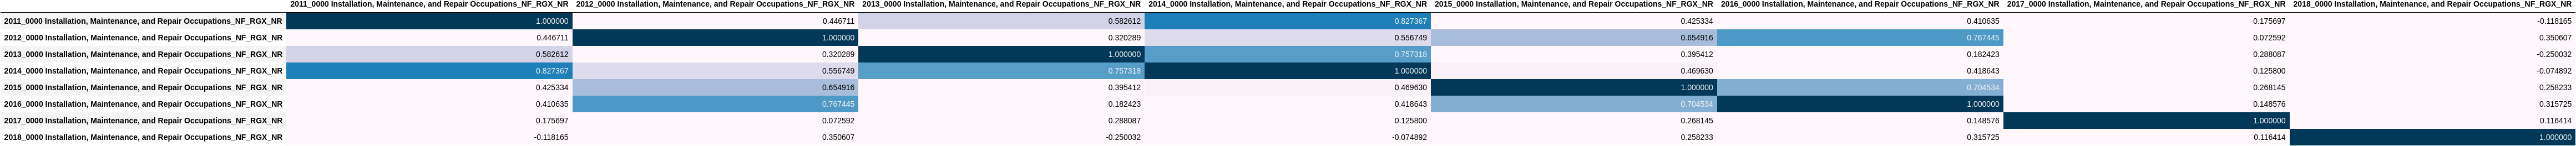 2011_0000 Installation, Maintenance, and Repair Occupations_NF_RGX_NR 2012_0000 Installation, Maintenance, and Repair Occupations_NF_RGX_NR 2013_0000 Installation, Maintenance, and Repair Occupations_NF_RGX_NR 2014_0000 Installation, Maintenance, and Repair Occupations_NF_RGX_NR 2015_0000 Installation, Maintenance, and Repair Occupations_NF_RGX_NR 2016_0000 Installation, Maintenance, and Repair Occupations_NF_RGX_NR 2017_0000 Installation, Maintenance, and Repair Occupations_NF_RGX_NR 2018_0000 Installation, Maintenance, and Repair Occupations_NF_RGX_NR
2011_0000 Installation, Maintenance, and Repair Occupations_NF_RGX_NR 1.000000 0.446711 0.582612 0.827367 0.425334 0.410635 0.175697 -0.118165
2012_0000 Installation, Maintenance, and Repair Occupations_NF_RGX_NR 0.446711 1.000000 0.320289 0.556749 0.654916 0.767445 0.072592 0.350607
2013_0000 Installation, Maintenance, and Repair Occupations_NF_RGX_NR 0.582612 0.320289 1.000000 0.757318 0.395412 0.182423 0.288087 -0.250032
2014_0000 Installation, Maintenance, and Repair Occupations_NF_RGX_NR 0.827367 0.556749 0.757318 1.000000 0.469630 0.418643 0.125800 -0.074892
2015_0000 Installation, Maintenance, and Repair Occupations_NF_RGX_NR 0.425334 0.654916 0.395412 0.469630 1.000000 0.704534 0.268145 0.258233
2016_0000 Installation, Maintenance, and Repair Occupations_NF_RGX_NR 0.410635 0.767445 0.182423 0.418643 0.704534 1.000000 0.148576 0.315725
2017_0000 Installation, Maintenance, and Repair Occupations_NF_RGX_NR 0.175697 0.072592 0.288087 0.125800 0.268145 0.148576 1.000000 0.116414
2018_0000 Installation, Maintenance, and Repair Occupations_NF_RGX_NR -0.118165 0.350607 -0.250032 -0.074892 0.258233 0.315725 0.116414 1.000000